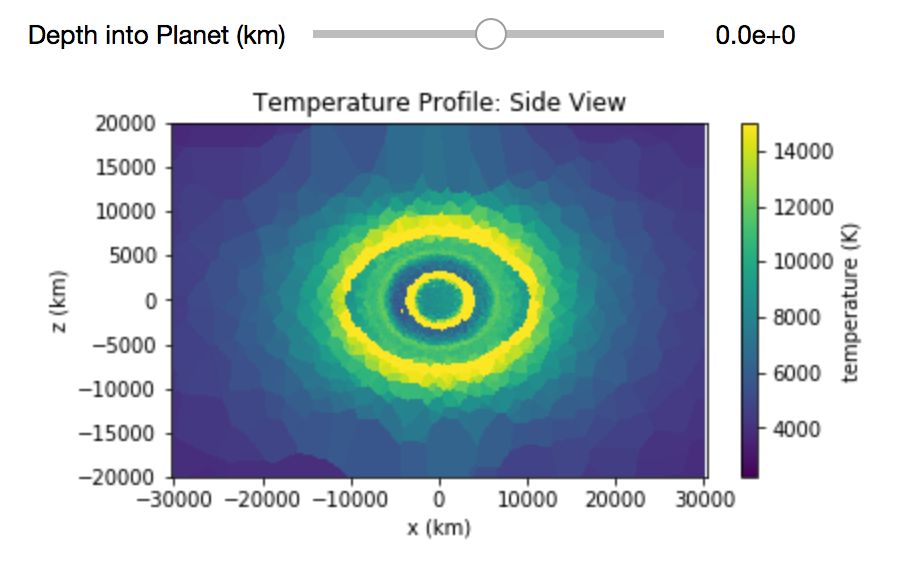 Depth into Planet (km) 0.0e+0
Temperature Profile: Side View
20000
15000
10000
5000
0
−5000
−10000
−15000
−20000
z (km)
−30000 −20000 −10000 0 10000 20000 30000
x (km)
14000
12000
10000
8000
6000
4000
temperature (K)